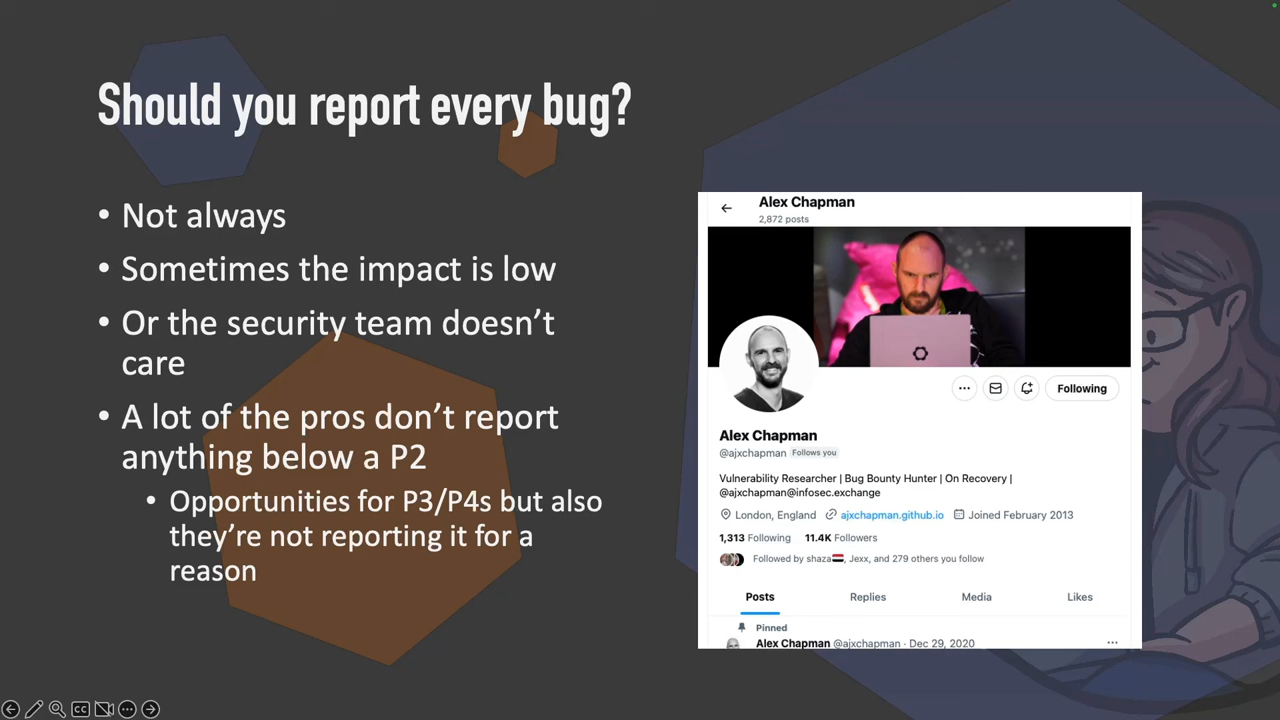 Should you report every bug?
• Not always
• Sometimes the impact is low
• Or the security team doesn’t
care
• A lot of the pros don’t report
anything below a P2
• Opportunities for P3/P4s but also
they’re not reporting it for a
reason
Alex Chapman
2,872 posts
Following
Alex Chapman
@ajxchapman Follows you
Vulnerability Researcher | Bug Bounty Hunter | On Recovery |
@ajxchapman@infosec.exchange
London, England ajxchapman.github.io Joined February 2013
1,313 Following 11.4K Followers
Followed by shaza🇾🇪, Jexx, and 279 others you follow
Posts Replies Media Likes
Pinned
Alex Chapman @ajxchapman · Dec 29, 2020
CC